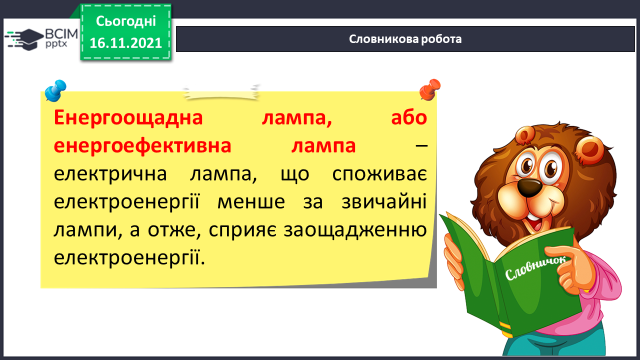 Сьогодні
16.11.2021
BCIM
pptx
Словникова робота
Енергоощадна лампа, або
енергоефективна лампа –
електрична лампа, що споживає
електроенергії менше за звичайні
лампи, а отже, сприяє заощадженню
електроенергії.
Словничок